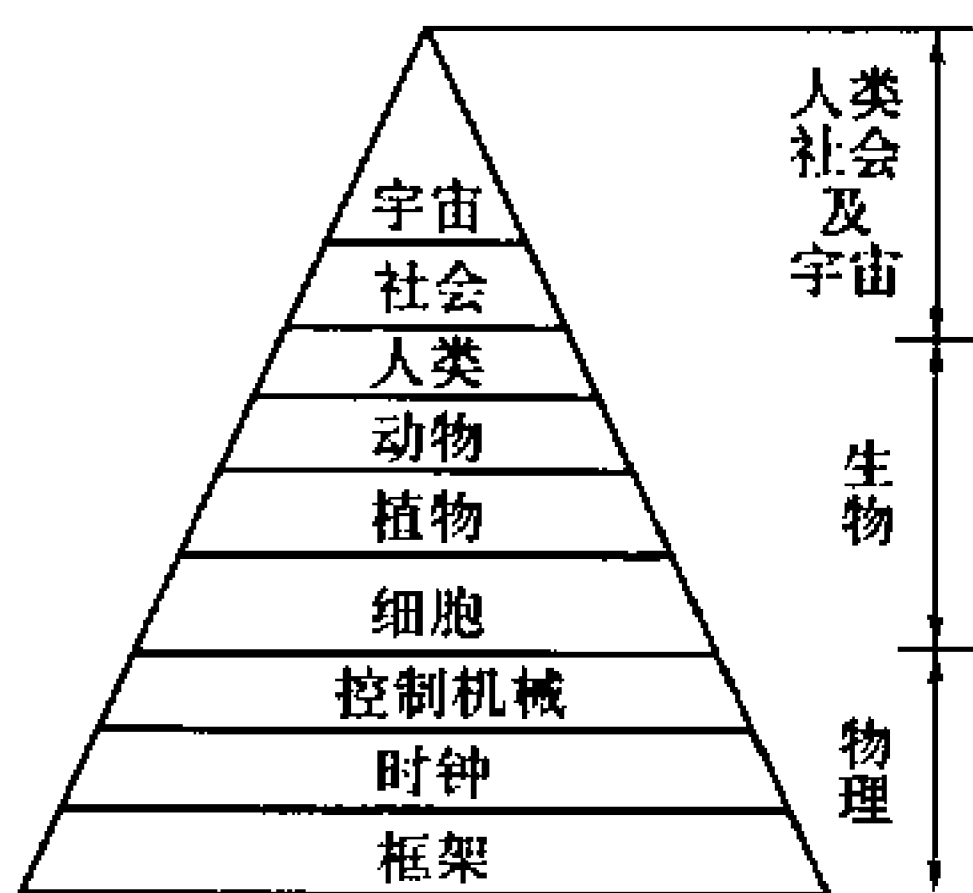 宇宙
社会
人类
动物
植物
细胞
控制机械
时钟
框架
人类
社会
及
宇宙
生
物
物
理